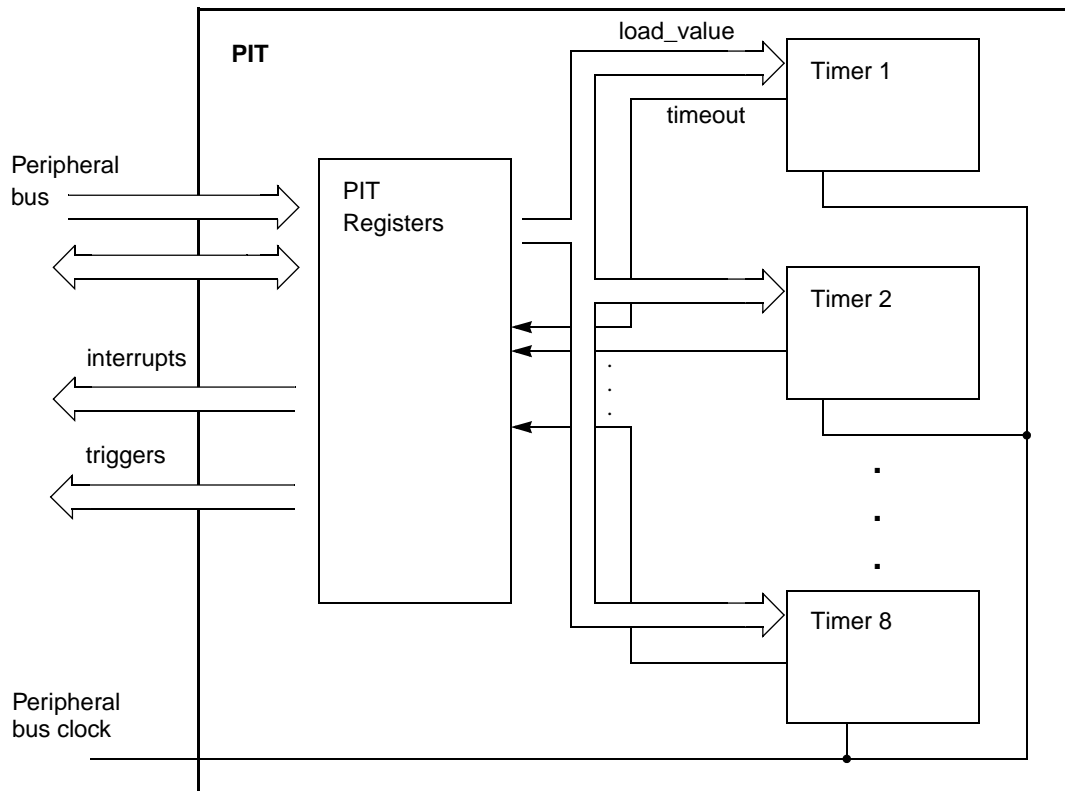 PIT
load_value
Timer 1
timeout
Peripheral
bus
PIT
Registers
Timer 2
interrupts
triggers
Timer 8
Peripheral
bus clock